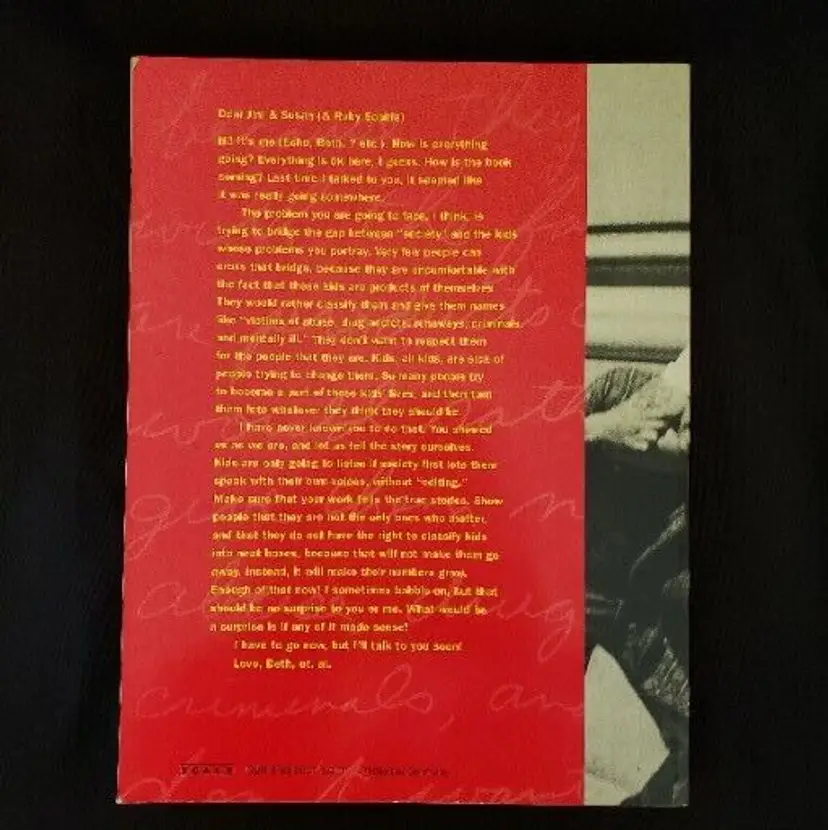 Dear Jim & Susan (& Ruby Sophie)
Hi! It's me (Echo, Beth, ? etc.). How is everything
going? Everything is ok here, I guess. How is the book
coming? Last time I talked to you, it seemed like
it was really going somewhere.
The problem you are going to face, I think, is
trying to bridge the gap between "society" and the kids
whose problems you portray. Very few people can
cross that bridge, because they are uncomfortable with
the fact that these kids are products of themselves.
They would rather classify them and give them names
like "victims of abuse, drug addicts, runaways, criminals
and mentally ill." They don't want to respect them
for the people that they are. Kids, all kids, are sick of
people trying to change them. So many people try
to become a part of these kids' lives, and then turn
them into whatever they think they should be.
I have never known you to do that. You showed
us as we are, and let us tell the story ourselves.
Kids are only going to listen if society first lets them
speak with their own voices, without "editing."
Make sure that your work is the true stories. Show
people that they are not the only ones who matter,
and that they do not have the right to classify kids
into neat boxes, because that will not make them go
away. Instead, it will make their numbers grow.
Enough of that now! I sometimes babble on, but that
should be no surprise to you or me. What would be
a surprise is if any of it made sense!
I have to go now, but I'll talk to you soon!
Love, Beth, et. al.
SCALO
criminals, an